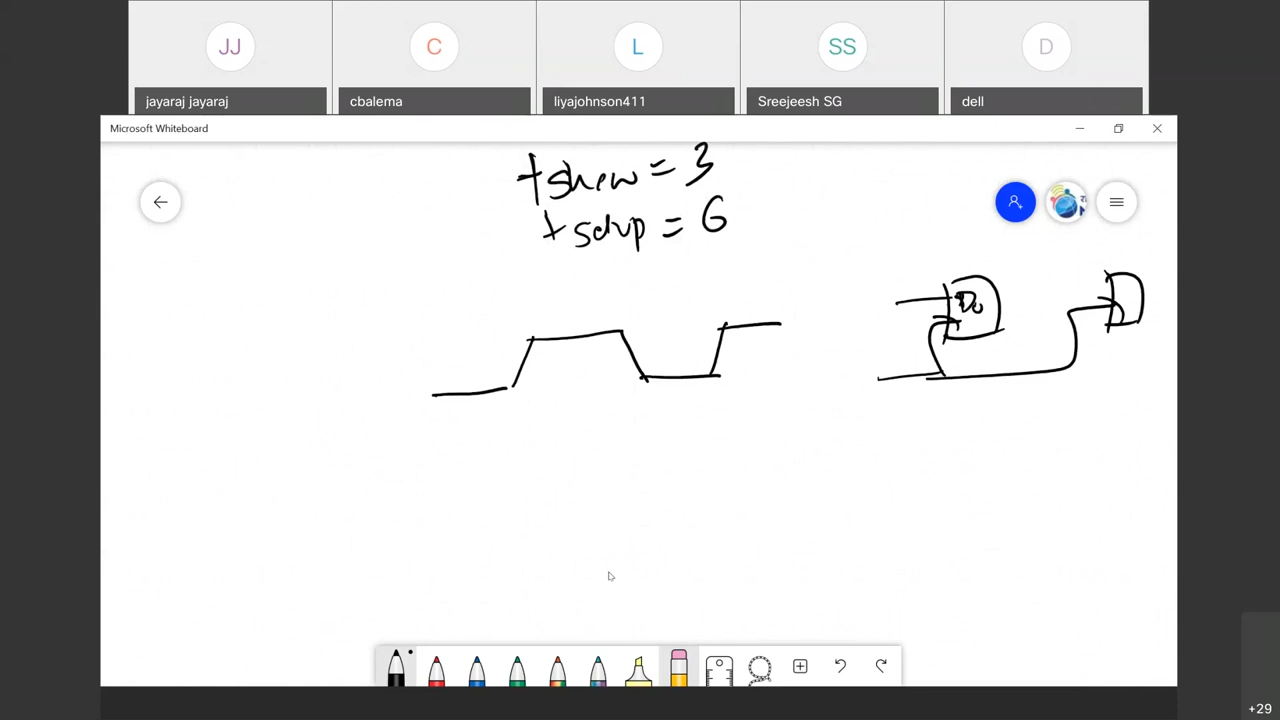 JJ C L SS D
jayaraj jayaraj cbalema liyajohnson411 Sreejeesh SG dell
Microsoft Whiteboard
tskew = 3
tsetup = 6
D0
+29